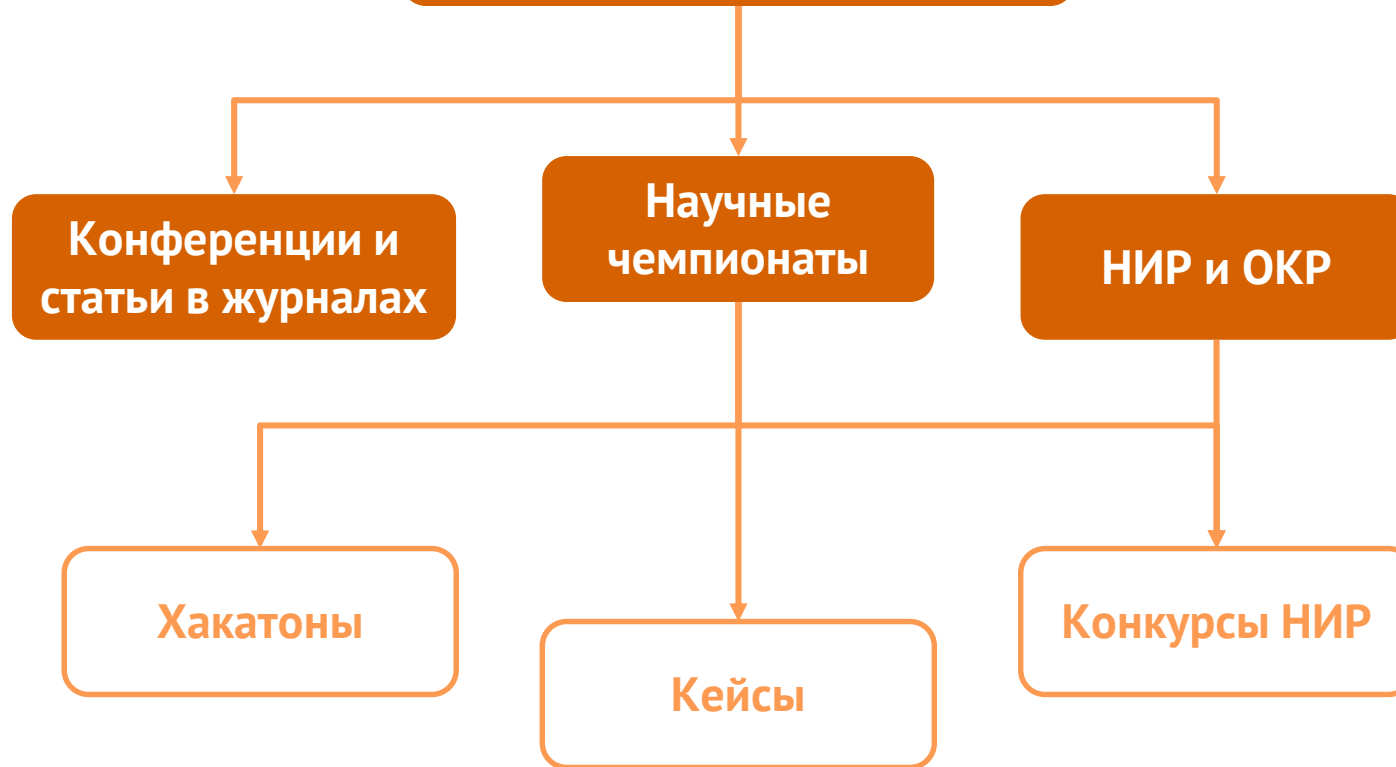 Конференции и
статьи в журналах
Научные
чемпионаты
НИР и ОКР
Хакатоны
Кейсы
Конкурсы НИР